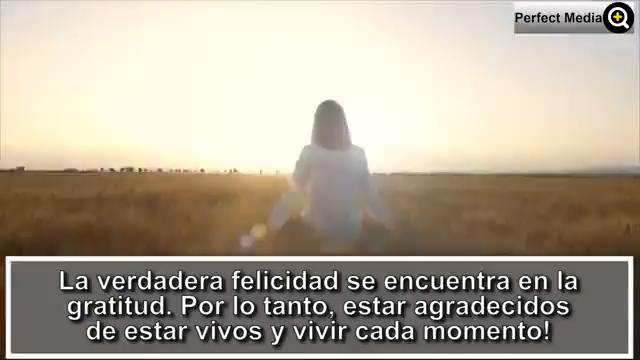 Perfect Media
La verdadera felicidad se encuentra en la
gratitud. Por lo tanto, estar agradecidos
de estar vivos y vivir cada momento!